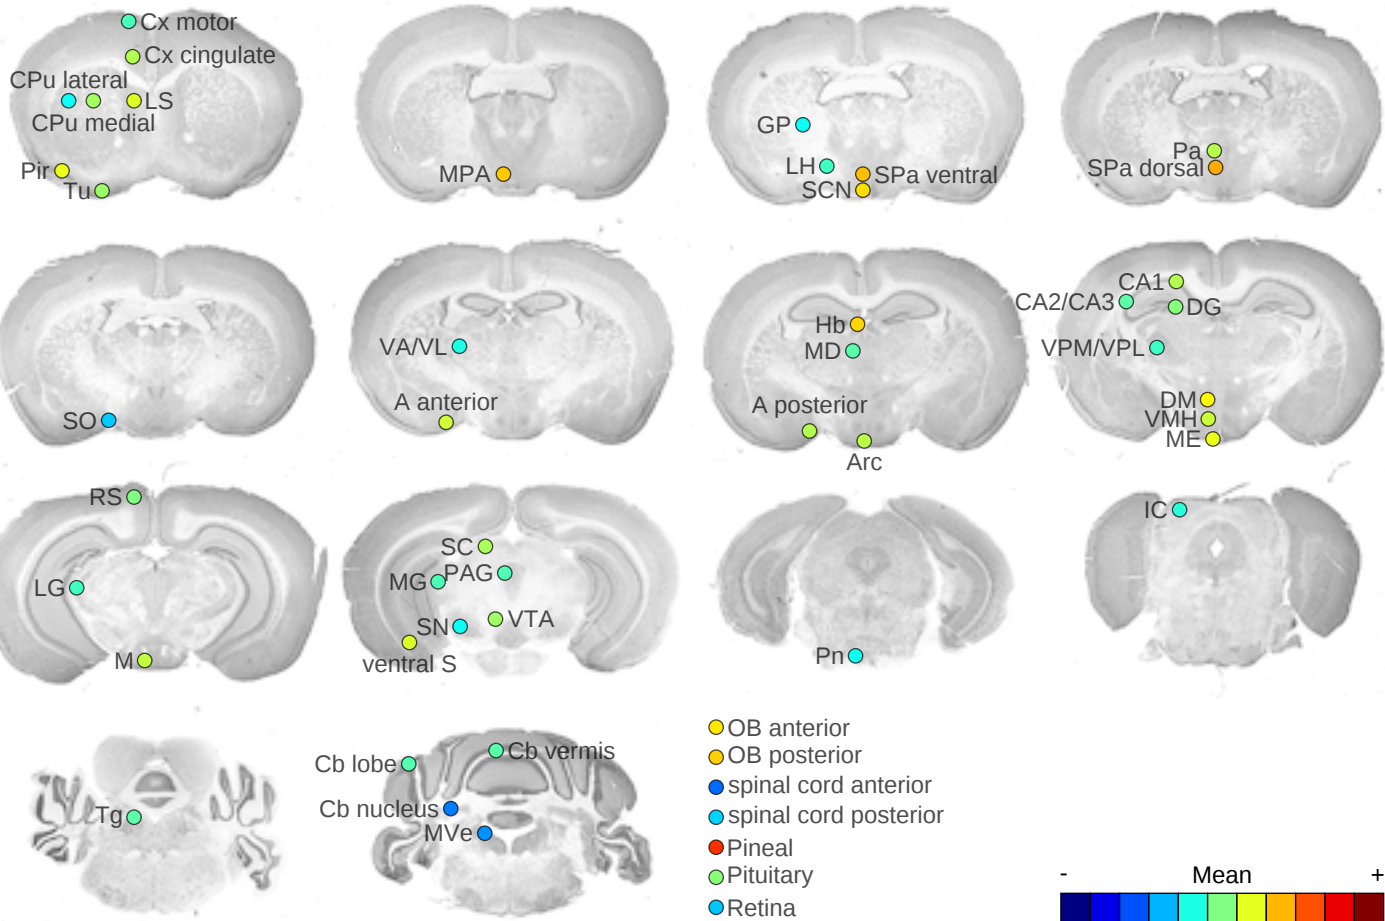 Cx motor
Cx cingulate
CPu lateral
LS
CPu medial
Pir
Tu
MPA
GP
LH
SPa ventral
SCN
Pa
SPa dorsal
SO
VA/VL
A anterior
Hb
MD
A posterior
Arc
CA1
CA2/CA3
DG
VPM/VPL
DM
VMH
ME
RS
LG
M
SC
MG
PAG
SN
VTA
ventral S
Pn
IC
Tg
Cb lobe
Cb vermis
Cb nucleus
MVe
OB anterior
OB posterior
spinal cord anterior
spinal cord posterior
Pineal
Pituitary
Retina
- Mean +